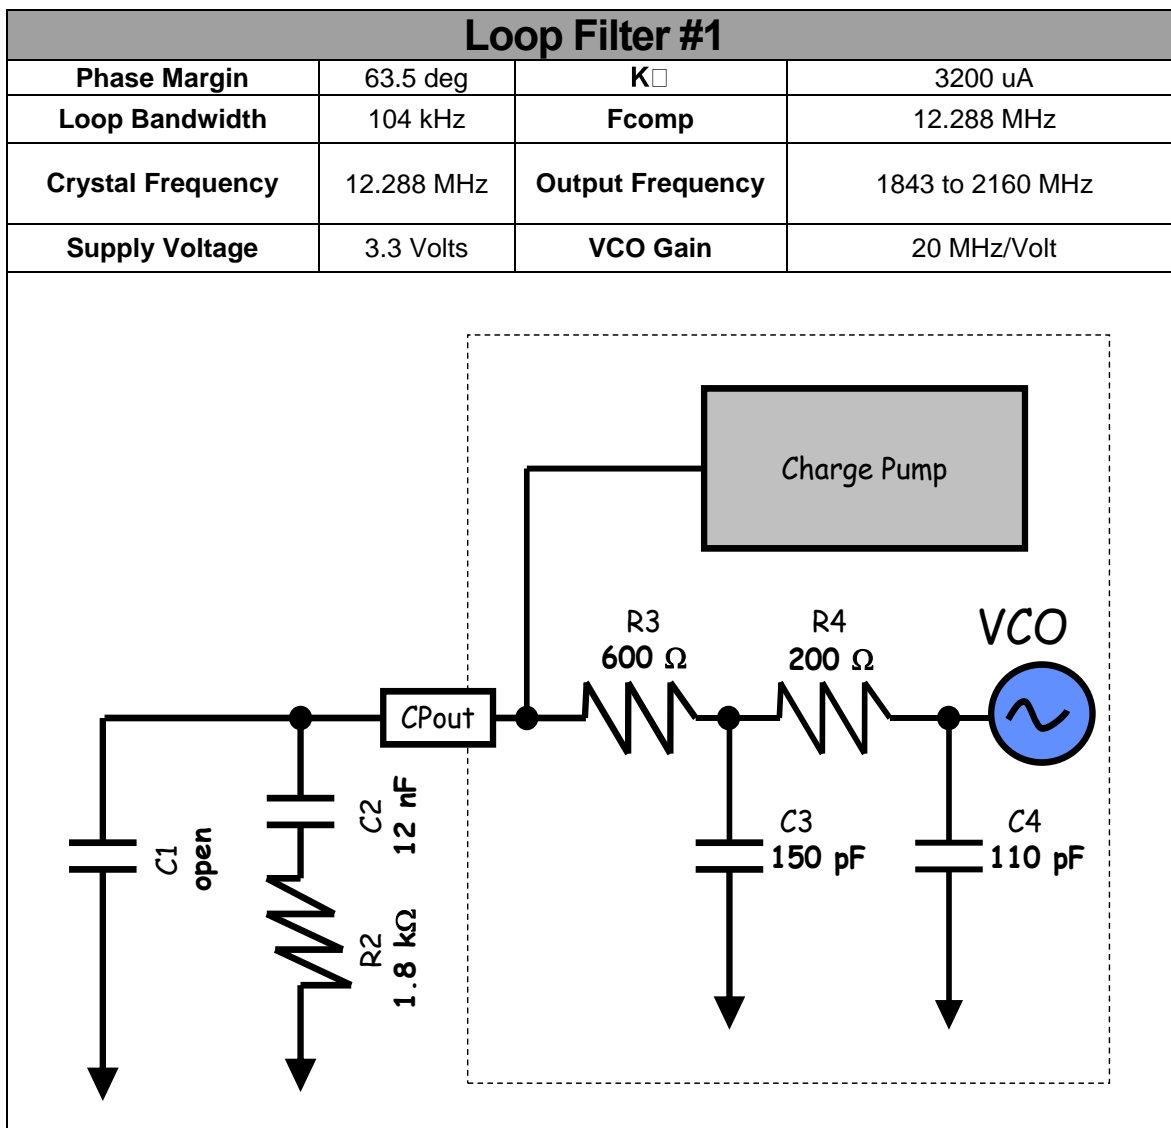 Loop Filter #1
Phase Margin 63.5 deg K□ 3200 uA
Loop Bandwidth 104 kHz Fcomp 12.288 MHz
Crystal Frequency 12.288 MHz Output Frequency 1843 to 2160 MHz
Supply Voltage 3.3 Volts VCO Gain 20 MHz/Volt
Charge Pump
R3
600 Ω
R4
200 Ω
VCO
CPout
C1
open
C2
12 nF
R2
1.8 kΩ
C3
150 pF
C4
110 pF